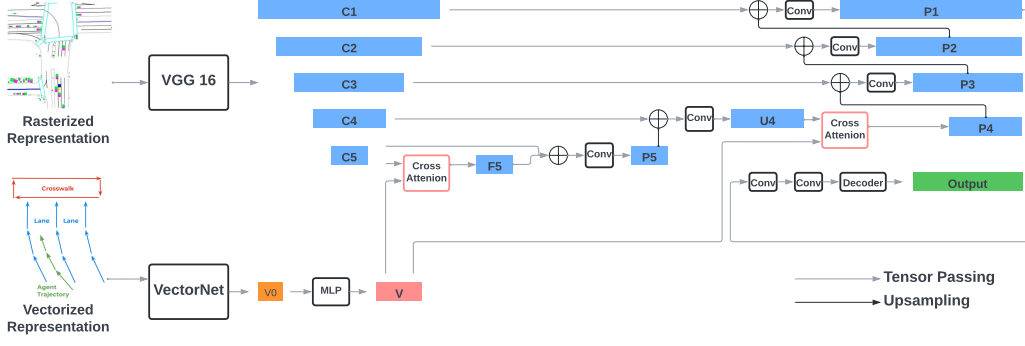 C1
Conv
P1
C2
Conv
P2
VGG 16
C3
Conv
P3
Rasterized
Representation
C4
Conv
U4
Cross
Attenion
P4
C5
Cross
Attenion
F5
Conv
P5
Crosswalk
Lane
Lane
Conv
Conv
Decoder
Output
Agent
Trajectory
Vectorized
Representation
VectorNet
V0
MLP
V
Tensor Passing
Upsampling